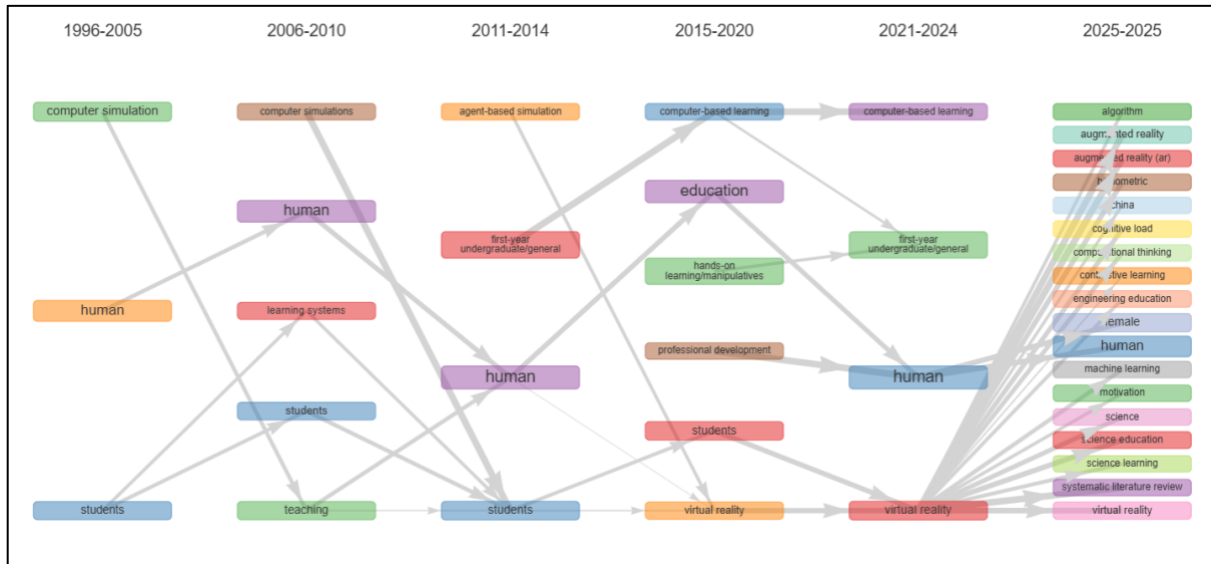 1996-2005
2006-2010
2011-2014
2015-2020
2021-2024
2025-2025
computer simulation
human
students
computer simulations
human
learning systems
students
teaching
agent-based simulation
first-year
undergraduate/general
human
students
computer-based learning
education
hands-on
learning/manipulatives
professional development
students
virtual reality
computer-based learning
first-year
undergraduate/general
human
virtual reality
algorithm
augmented reality
augmented reality (ar)
china
cognitive load
computational thinking
engineering education
female
human
machine learning
motivation
science
science education
science learning
systematic literature review
virtual reality